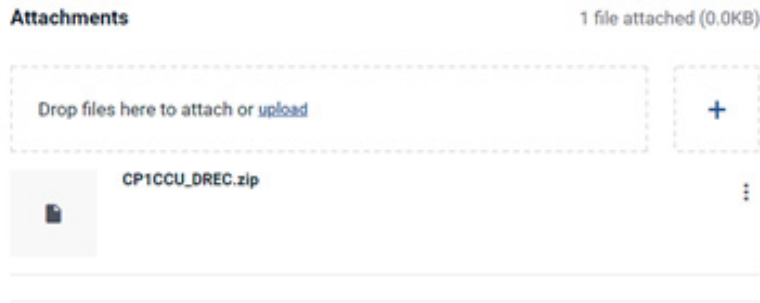 Attachments
1 file attached (0.0KB)
Drop files here to attach or upload
+
CP1CCU_DREC.zip